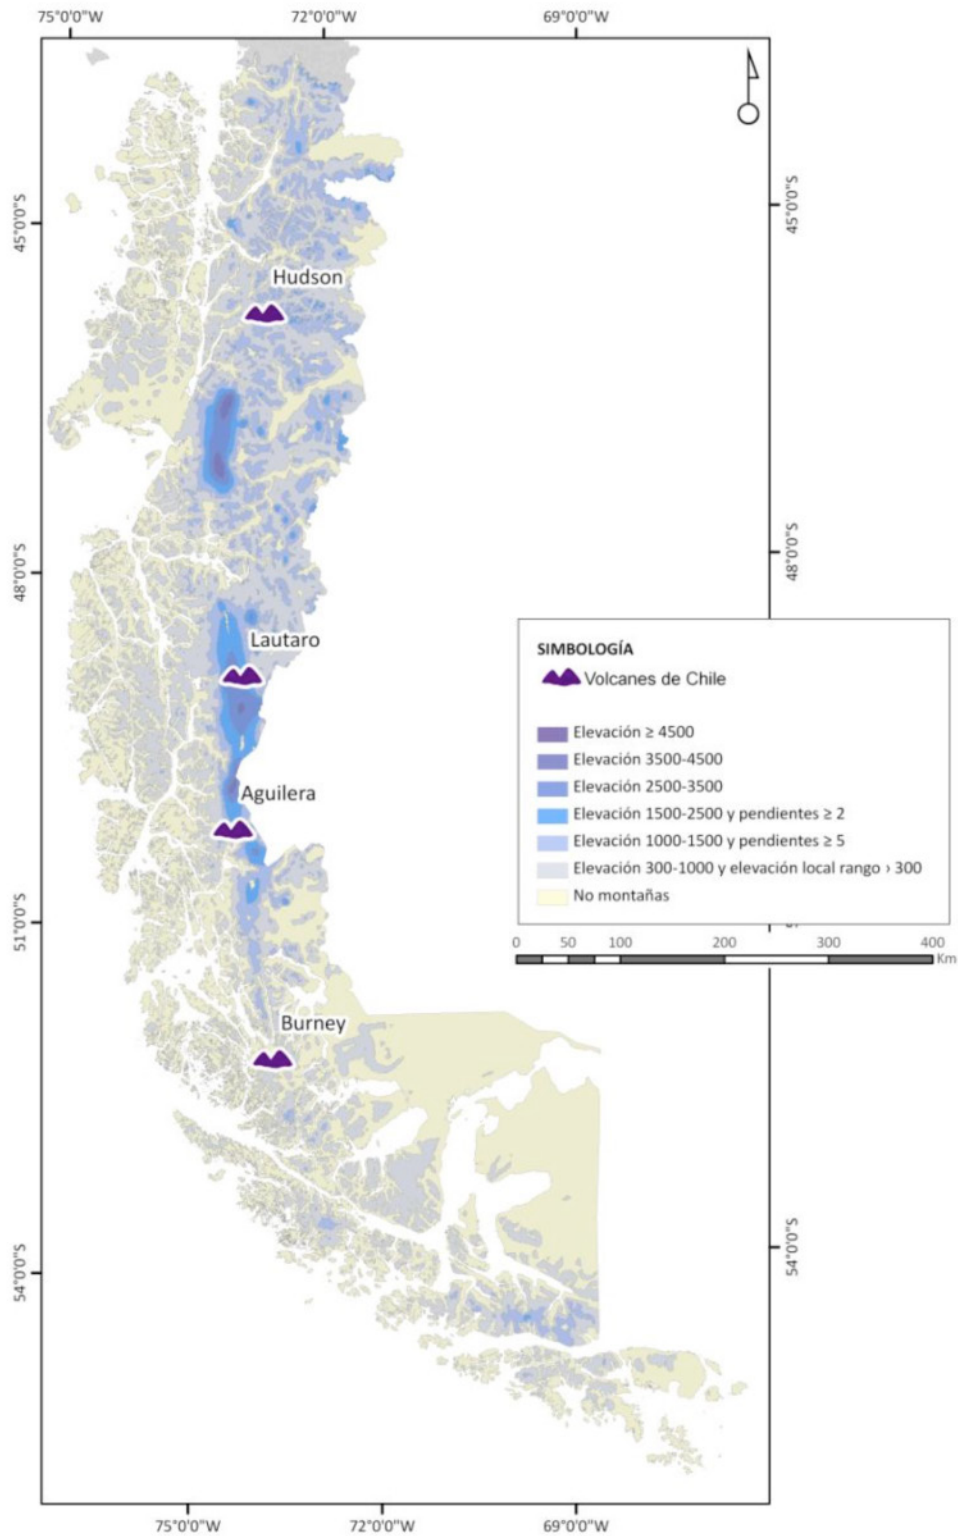 75°0'0"W 72°0'0"W 69°0'0"W
45°0'0"S
45°0'0"S
Hudson
48°0'0"S
48°0'0"S
Lautaro
SIMBOLOGÍA
Volcanes de Chile
Elevación ≥ 4500
Elevación 3500-4500
Elevación 2500-3500
Elevación 1500-2500 y pendientes ≥ 2
Elevación 1000-1500 y pendientes ≥ 5
Elevación 300-1000 y elevación local rango › 300
No montañas
Aguilera
51°0'0"S
0 50 100 200 300 400
Km
Burney
54°0'0"S
54°0'0"S
75°0'0"W 72°0'0"W 69°0'0"W